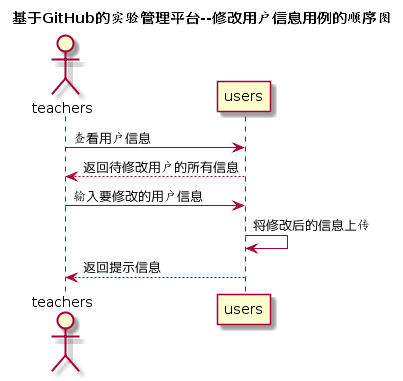 基于GitHub的实验管理平台--修改用户信息用例的顺序图
teachers
users
查看用户信息
返回待修改用户的所有信息
输入要修改的用户信息
将修改后的信息上传
返回提示信息
teachers
users